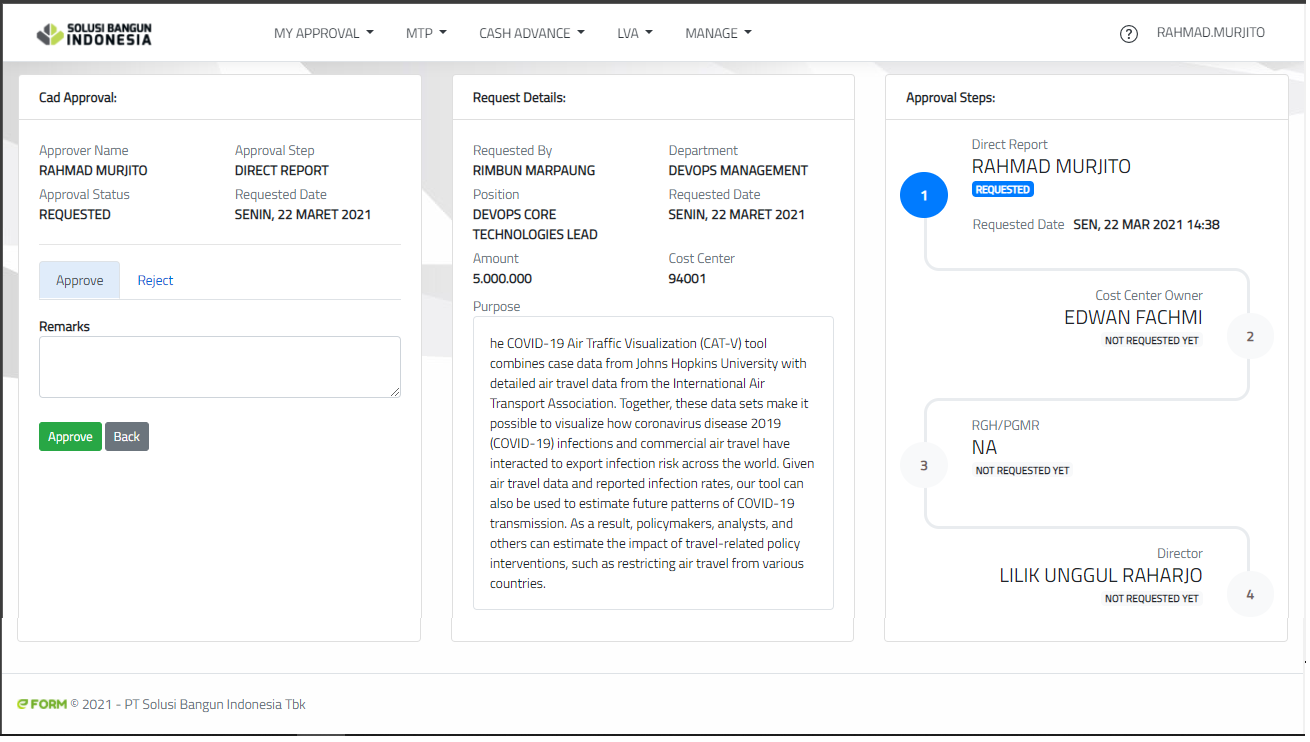 SOLUSI BANGUN
INDONESIA
MY APPROVAL
MTP
CASH ADVANCE
LVA
MANAGE
?
RAHMAD.MURJITO
Cad Approval:
Approver Name
Approval Step
RAHMAD MURJITO
DIRECT REPORT
Approval Status
Requested Date
REQUESTED
SENIN, 22 MARET 2021
Approve
Reject
Remarks
Approve
Back
Request Details:
Requested By
Department
RIMBUN MARPAUNG
DEVOPS MANAGEMENT
Position
Requested Date
DEVOPS CORE
TECHNOLOGIES LEAD
SENIN, 22 MARET 2021
Amount
Cost Center
5.000.000
94001
Purpose
he COVID-19 Air Traffic Visualization (CAT-V) tool
combines case data from Johns Hopkins University with
detailed air travel data from the International Air
Transport Association. Together, these data sets make it
possible to visualize how coronavirus disease 2019
(COVID-19) infections and commercial air travel have
interacted to export infection risk across the world. Given
air travel data and reported infection rates, our tool can
also be used to estimate future patterns of COVID-19
transmission. As a result, policymakers, analysts, and
others can estimate the impact of travel-related policy
interventions, such as restricting air travel from various
countries.
Approval Steps:
1
Direct Report
RAHMAD MURJITO
REQUESTED
Requested Date SEN, 22 MAR 2021 14:38
Cost Center Owner
EDWAN FACHMI
NOT REQUESTED YET
2
RGH/PGMR
NA
NOT REQUESTED YET
3
Director
LILIK UNGGUL RAHARJO
NOT REQUESTED YET
4
e FORM © 2021 - PT Solusi Bangun Indonesia Tbk